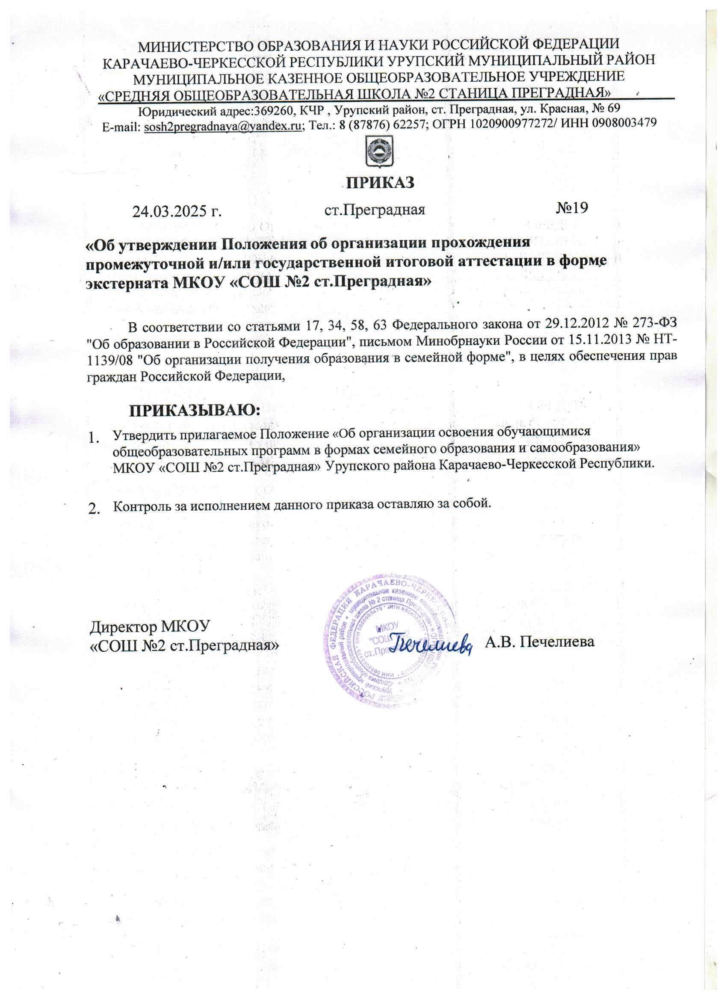 МИНИСТЕРСТВО ОБРАЗОВАНИЯ И НАУКИ РОССИЙСКОЙ ФЕДЕРАЦИИ
КАРАЧАЕВО-ЧЕРКЕССКОЙ РЕСПУБЛИКИ УРУПСКИЙ МУНИЦИПАЛЬНЫЙ РАЙОН
МУНИЦИПАЛЬНОЕ КАЗЕННОЕ ОБЩЕОБРАЗОВАТЕЛЬНОЕ УЧРЕЖДЕНИЕ
«СРЕДНЯЯ ОБЩЕОБРАЗОВАТЕЛЬНАЯ ШКОЛА №2 СТАНИЦА ПРЕГРАДНАЯ»
Юридический адрес:369260, КЧР , Урупский район, ст. Преградная, ул. Красная, № 69
E-mail: sosh2pregradnaya@yandex.ru; Тел.: 8 (87876) 62257; ОГРН 1020900977272/ ИНН 0908003479
ПРИКАЗ
24.03.2025 г. ст.Преградная №19
«Об утверждении Положения об организации прохождения
промежуточной и/или государственной итоговой аттестации в форме
экстерната МКОУ «СОШ №2 ст.Преградная»
В соответствии со статьями 17, 34, 58, 63 Федерального закона от 29.12.2012 № 273-ФЗ
"Об образовании в Российской Федерации", письмом Минобрнауки России от 15.11.2013 № НТ-
1139/08 "Об организации получения образования в семейной форме", в целях обеспечения прав
граждан Российской Федерации,
ПРИКАЗЫВАЮ:
1. Утвердить прилагаемое Положение «Об организации освоения обучающимися
общеобразовательных программ в формах семейного образования и самообразования»
МКОУ «СОШ №2 ст.Преградная» Урупского района Карачаево-Черкесской Республики.
2. Контроль за исполнением данного приказа оставляю за собой.
РОССИЙСКАЯ ФЕДЕРАЦИЯ КАРАЧАЕВО-ЧЕРКЕССКАЯ
Урупский муниципальный район * муниципальное казенное
Средняя общеобразовательная школа № 2 станица Преградная
ИНН 0908003479 * ИНН 0908003479
МКОУ
"СОШ
Директор МКОУ
«СОШ №2 ст.Преградная» Печелиева А.В. Печелиева